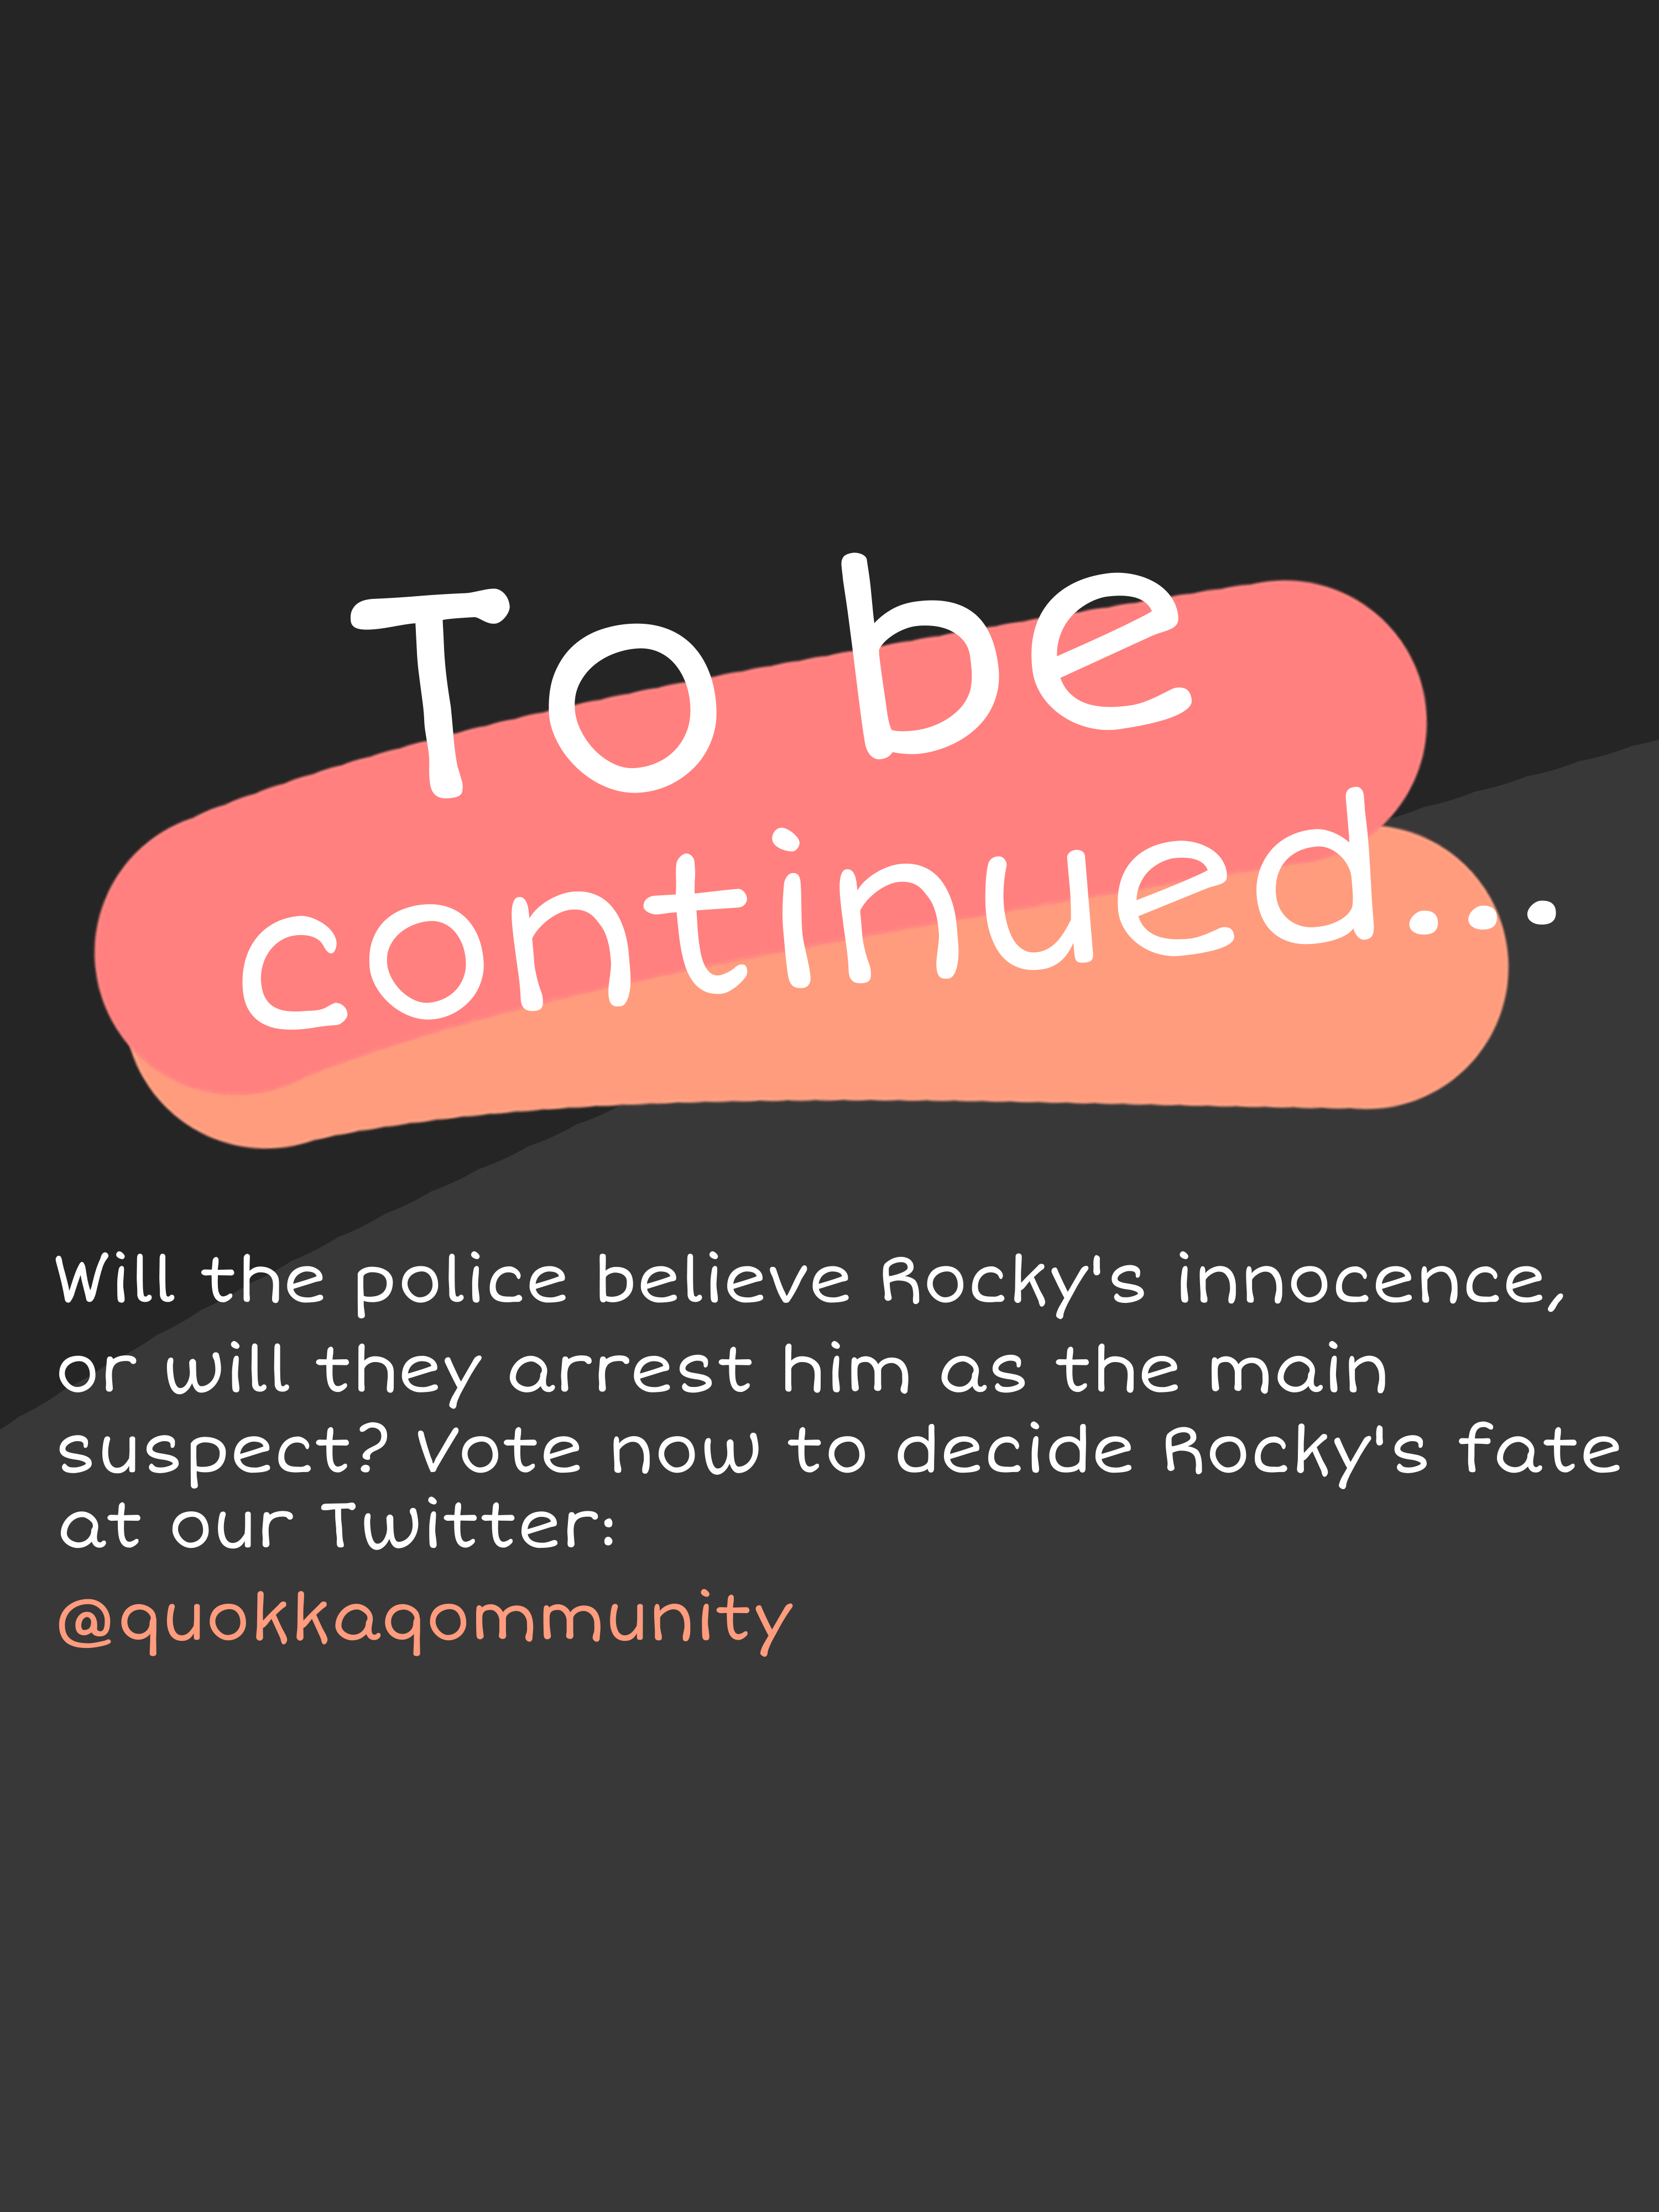 To be
continued...
Will the police believe Rocky's innocence,
or will they arrest him as the main
suspect? Vote now to decide Rocky's fate
at our Twitter:
@quokkaqommunity